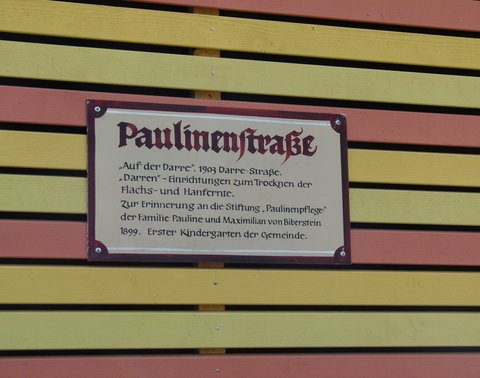 Paulinenstraße
„Auf der Darre", 1903 Darre-Straße.
„Darren" – Einrichtungen zum Trocknen der
Flachs- und Hanfernte.
Zur Erinnerung an die Stiftung „Paulinenpflege"
der Familie Pauline und Maximilian von Biberstein
1899. Erster Kindergarten der Gemeinde.